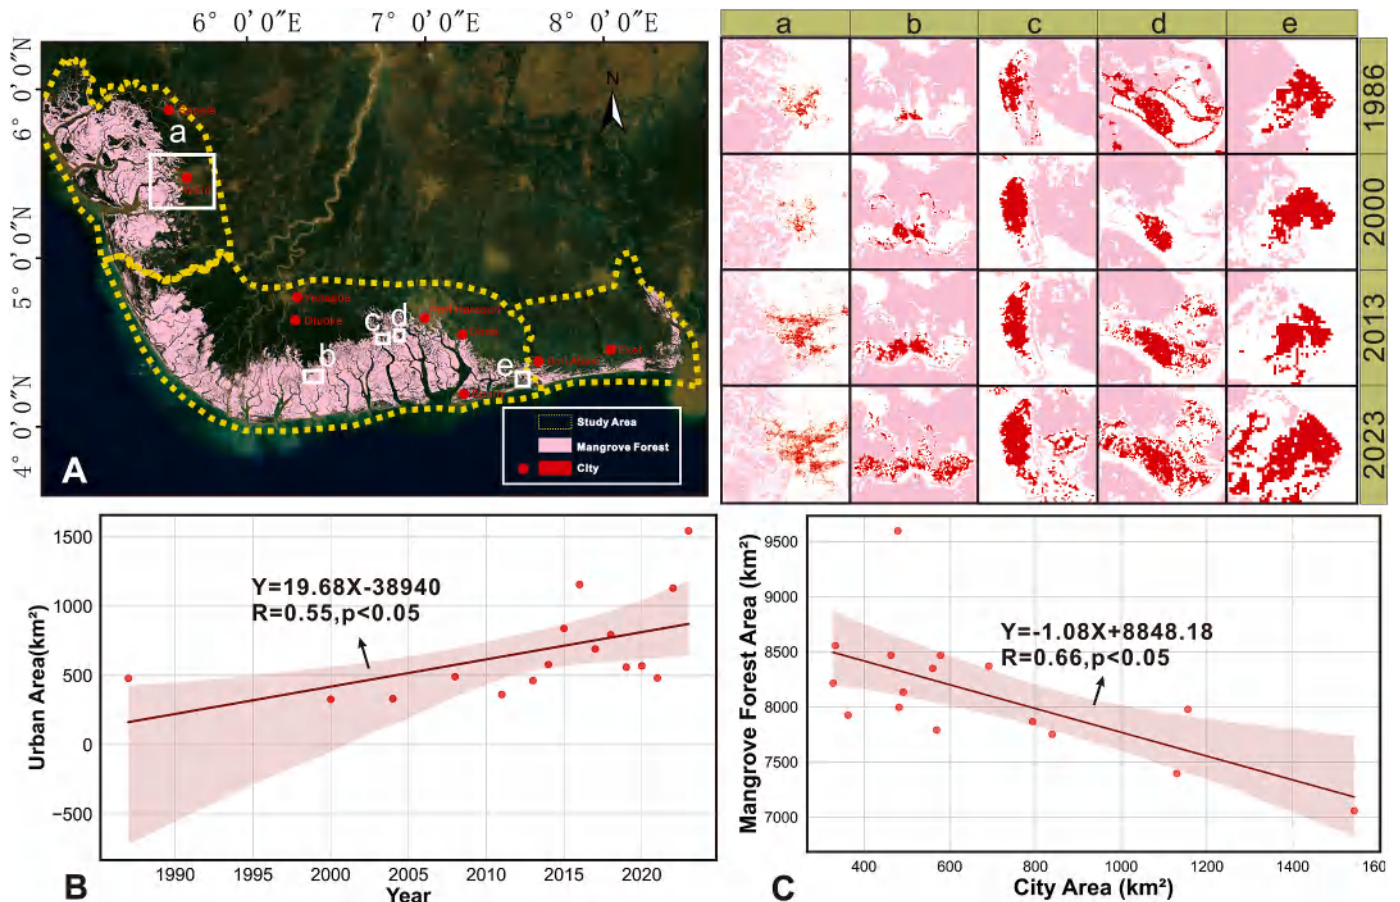 6° 0′0″E 7° 0′0″E 8° 0′0″E
6° 0′0″N
5° 0′0″N
4° 0′0″N
N
a
b
c
d
e
Study Area
Mangrove Forest
City
A
a b c d e
1986
2000
2013
2023
Y=19.68X-38940
R=0.55,p<0.05
Urban Area(km²)
1500
1000
500
0
−500
1990 1995 2000 2005 2010 2015 2020
Year
B
Y=-1.08X+8848.18
R=0.66,p<0.05
Mangrove Forest Area (km²)
9500
9000
8500
8000
7500
7000
400 600 800 1000 1200 1400 1540
City Area (km²)
C